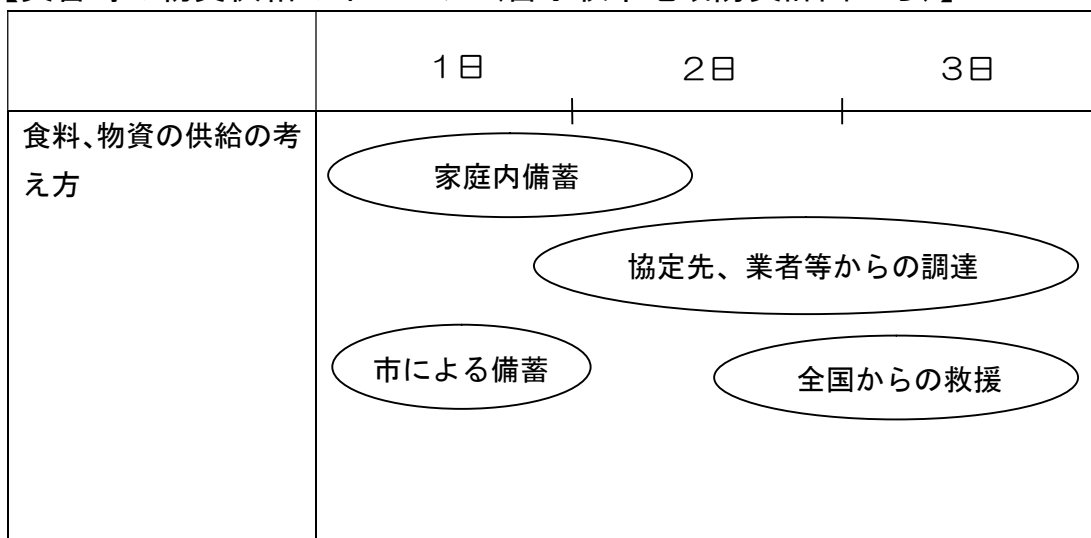 1日 2日 3日
食料、物資の供給の考
え方
家庭内備蓄
協定先、業者等からの調達
市による備蓄
全国からの救援